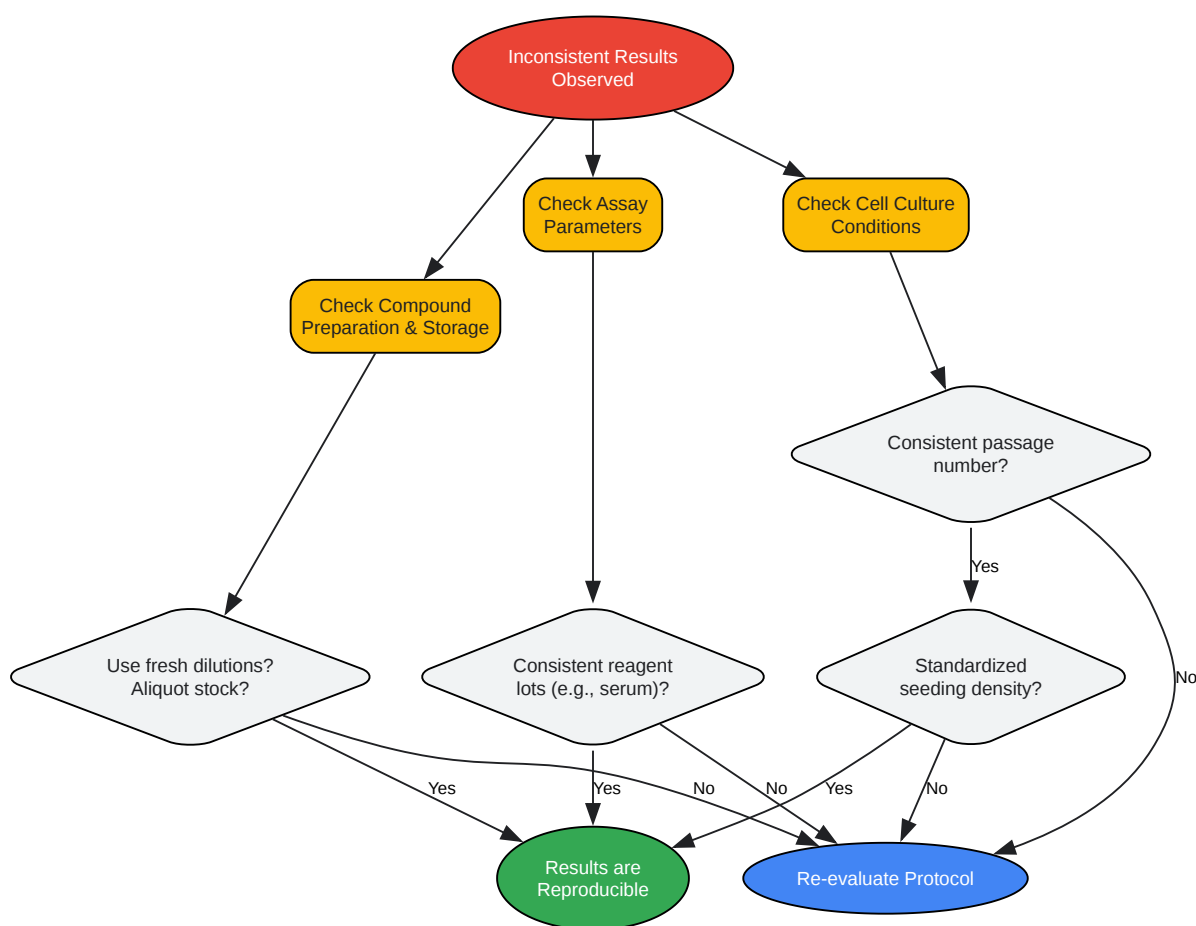 Inconsistent Results
Observed
Check Assay
Parameters
Check Cell Culture
Conditions
Check Compound
Preparation & Storage
Consistent passage
number?
Yes
Use fresh dilutions?
Aliquot stock?
Consistent reagent
lots (e.g., serum)?
Standardized
seeding density?
No
Yes
No
Yes
No
Yes
No
Results are
Reproducible
Re-evaluate Protocol